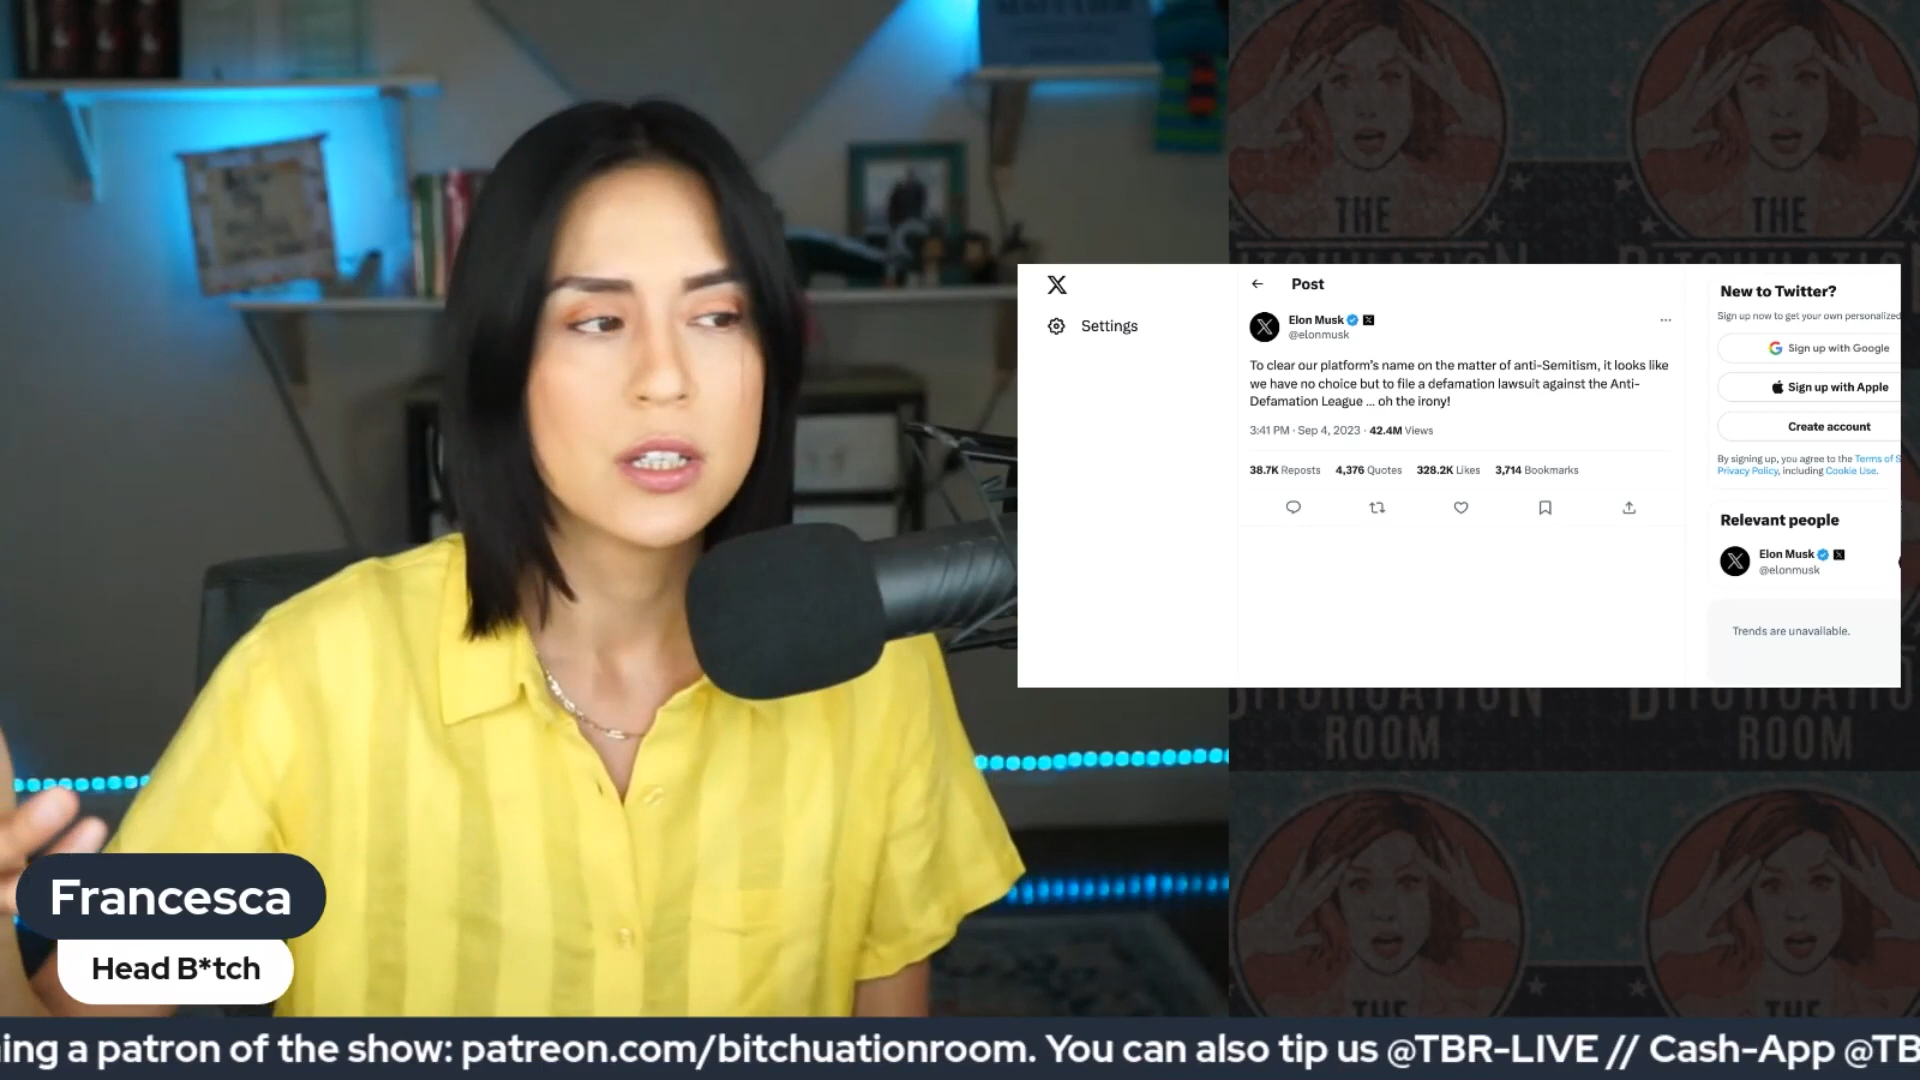 THE
THE
BITCHUATION
X
Settings
Post
Elon Musk
@elonmusk
To clear our platform's name on the matter of anti-Semitism, it looks like
we have no choice but to file a defamation lawsuit against the Anti-
Defamation League ... oh the irony!
3:41 PM · Sep 4, 2023 · 42.4M Views
38.7K Reposts 4,376 Quotes 328.2K Likes 3,714 Bookmarks
New to Twitter?
Sign up now to get your own personalized
Sign up with Google
Sign up with Apple
Create account
By signing up, you agree to the Terms of S
Privacy Policy, including Cookie Use.
Relevant people
Elon Musk
@elonmusk
Trends are unavailable.
BITCHUATION
ROOM
ROOM
THE
THE
Francesca
Head B*tch
ing a patron of the show: patreon.com/bitchuationroom. You can also tip us @TBR-LIVE // Cash-App @TB